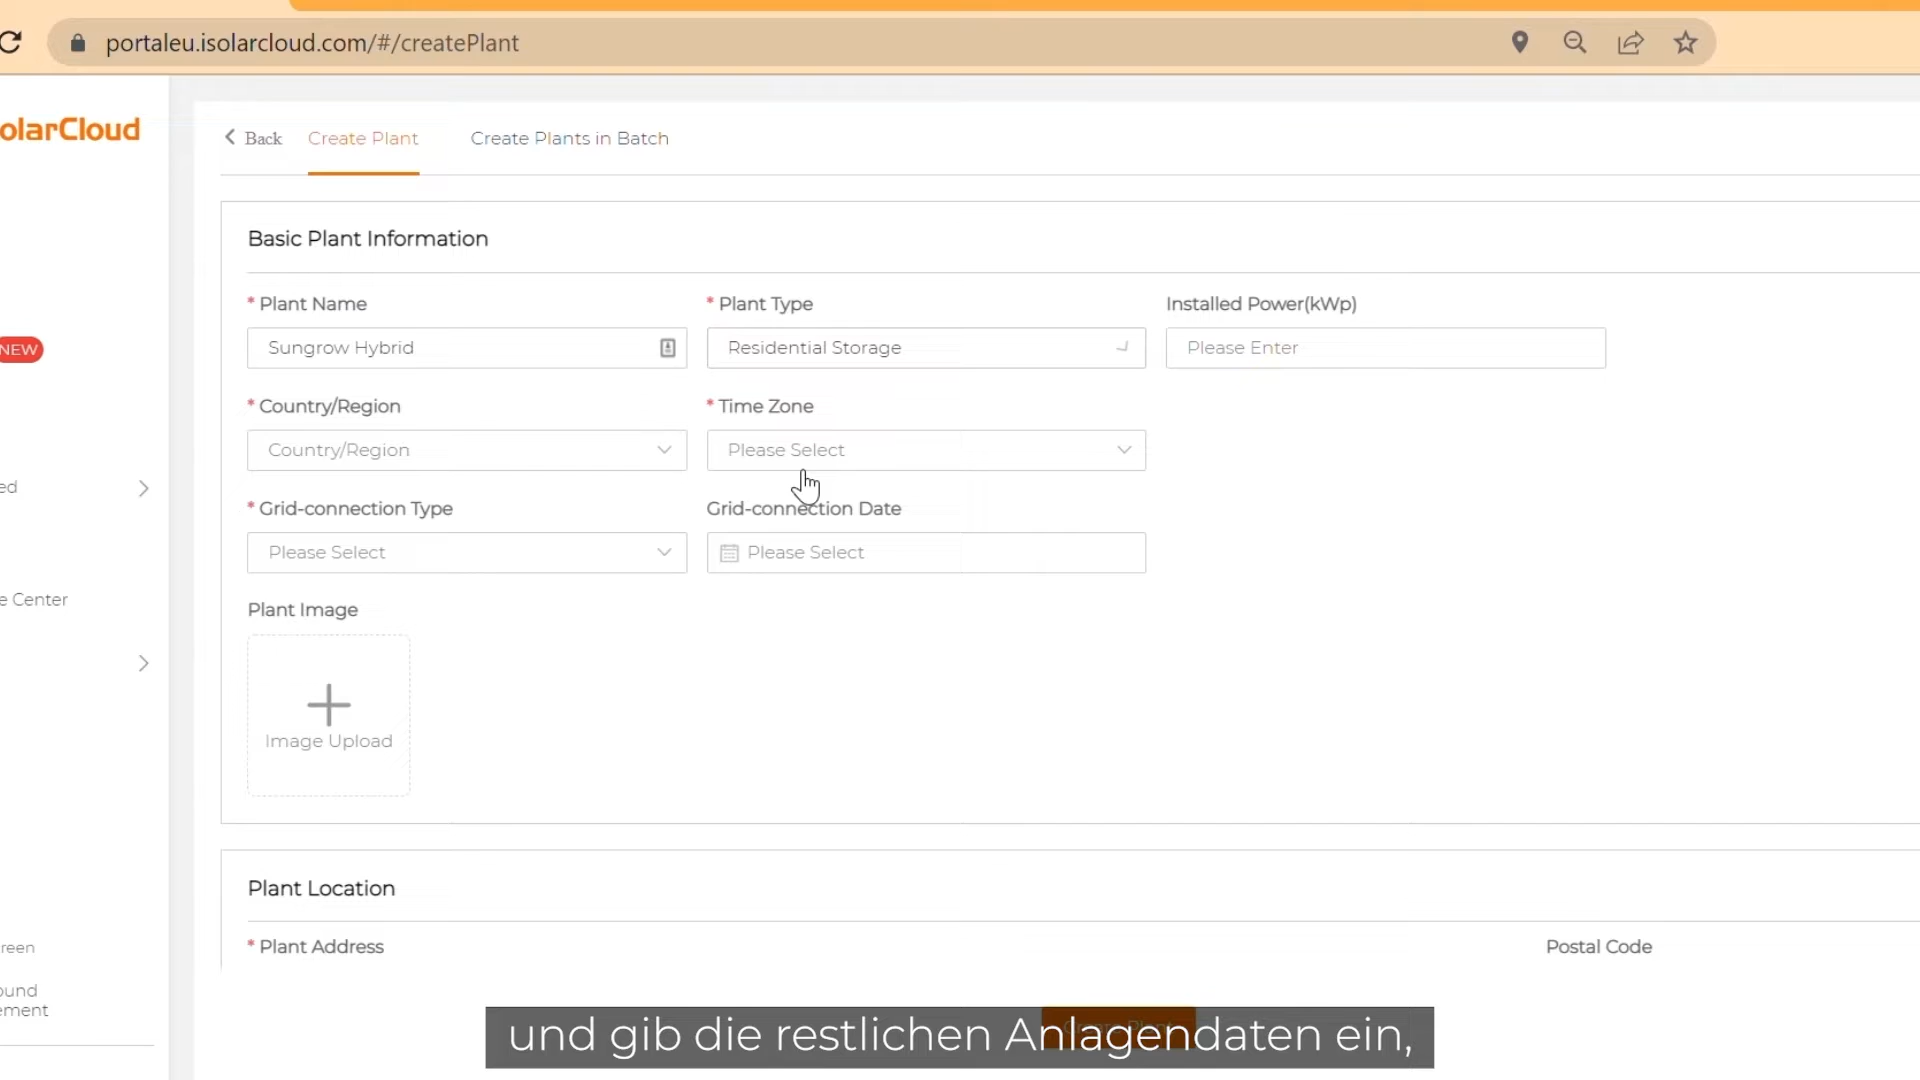 portaleu.isolarcloud.com/#/createPlant
olarCloud
Back
Create Plant
Create Plants in Batch
Basic Plant Information
* Plant Name
* Plant Type
Installed Power(kWp)
Sungrow Hybrid
Residential Storage
Please Enter
NEW
* Country/Region
* Time Zone
Country/Region
Please Select
ed
* Grid-connection Type
Grid-connection Date
Please Select
Please Select
e Center
Plant Image
Image Upload
Plant Location
* Plant Address
Postal Code
reen
ound
ement
und gib die restlichen Anlagendaten ein,